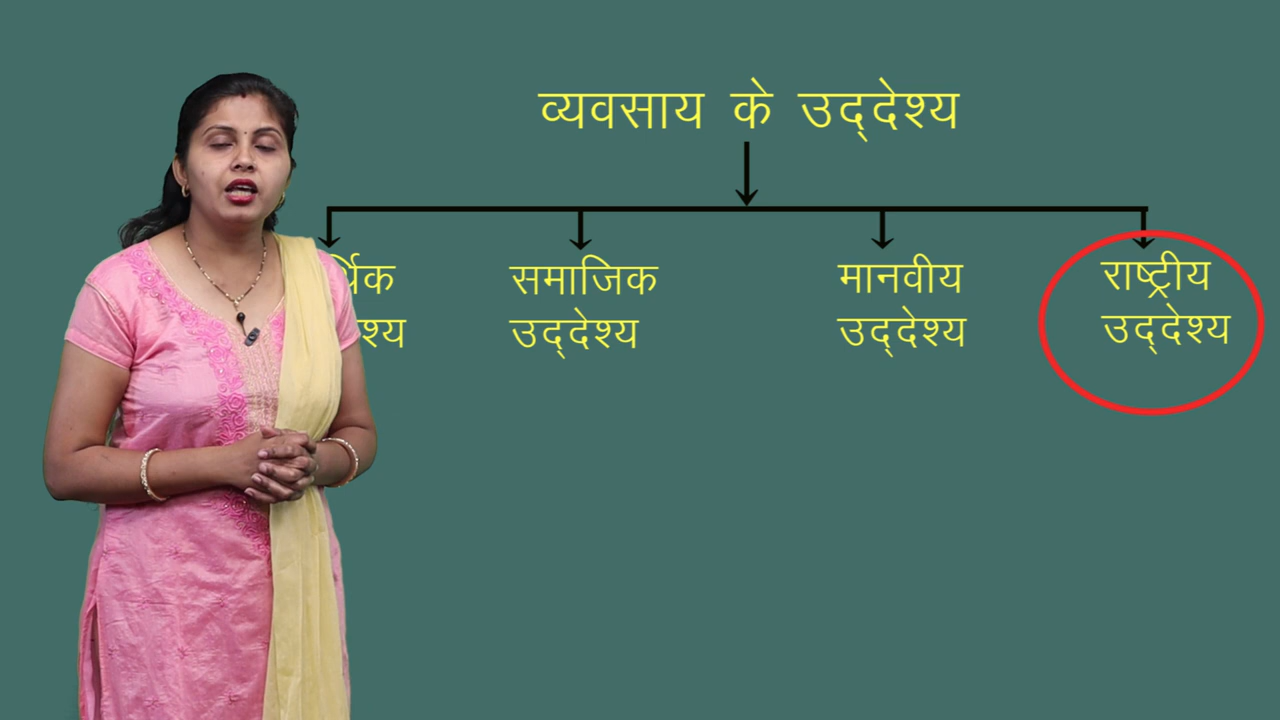 व्यवसाय के उद्देश्य
समाजिक
उद्देश्य
मानवीय
उद्देश्य
राष्ट्रीय
उद्देश्य